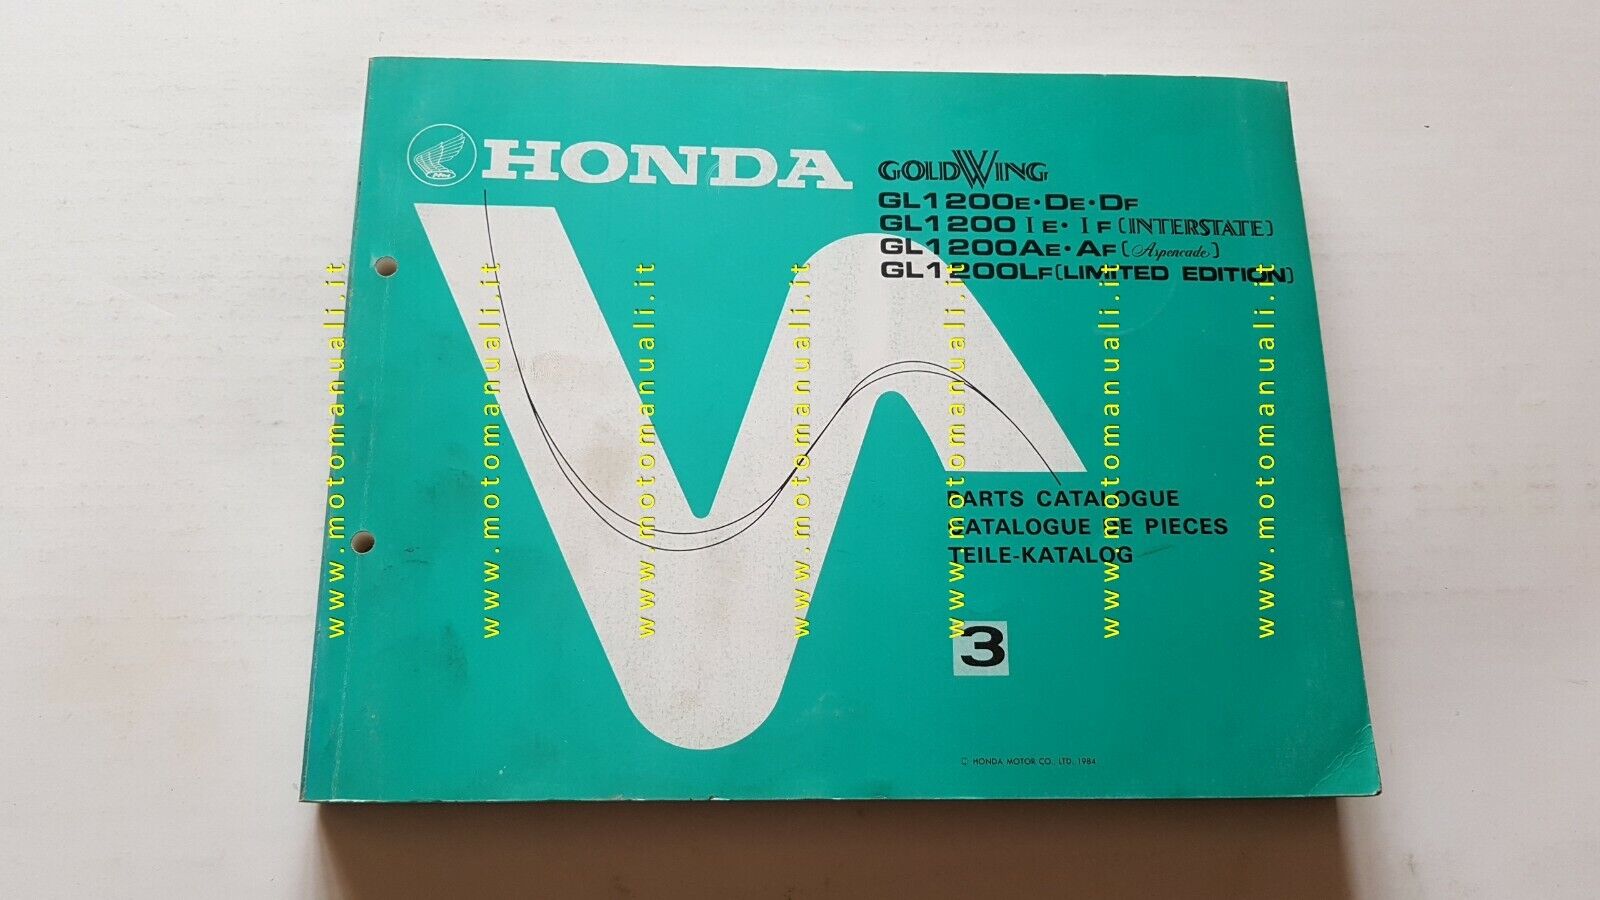 HONDA
GOLDWING
GL1200E·DE·DF
GL1200 IE·IF (INTERSTATE)
GL1200AE·AF (Aspencade)
GL1200LF (LIMITED EDITION)
PARTS CATALOGUE
CATALOGUE DE PIECES
TEILE-KATALOG
3
© HONDA MOTOR CO., LTD. 1984
www.motomanuali.it
www.motomanuali.it
www.motomanuali.it
www.motomanuali.it
www.motomanuali.it
www.motomanuali.it
www.motomanuali.it